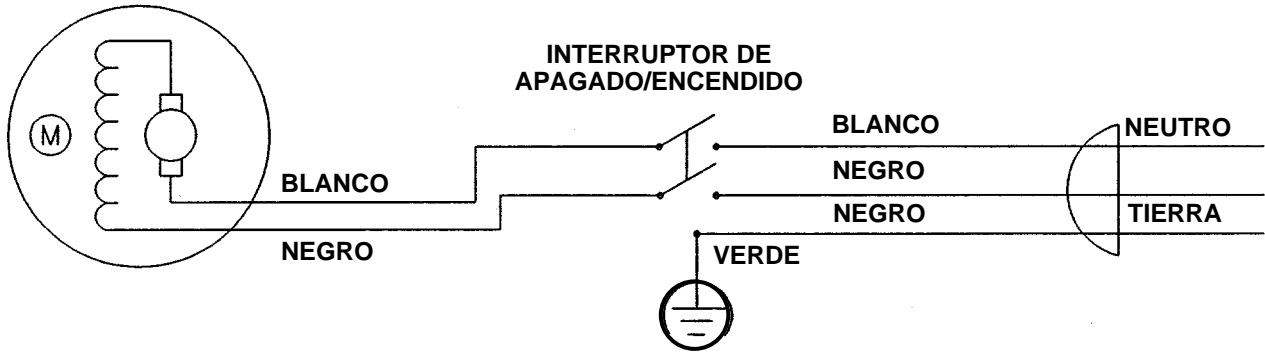 INTERRUPTOR DE
APAGADO/ENCENDIDO
M
BLANCO
NEGRO
BLANCO
NEGRO
NEGRO
VERDE
NEUTRO
TIERRA